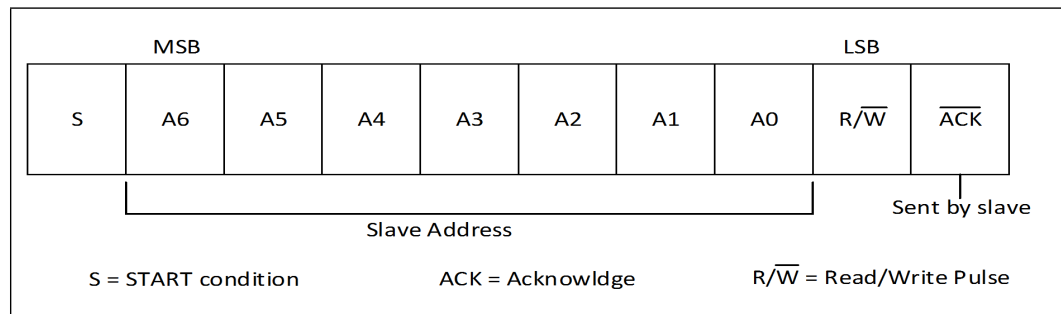 MSB LSB
S A6 A5 A4 A3 A2 A1 A0 R/W̅ A̅C̅K̅
Sent by slave
Slave Address
S = START condition ACK = Acknowldge R/W̅ = Read/Write Pulse